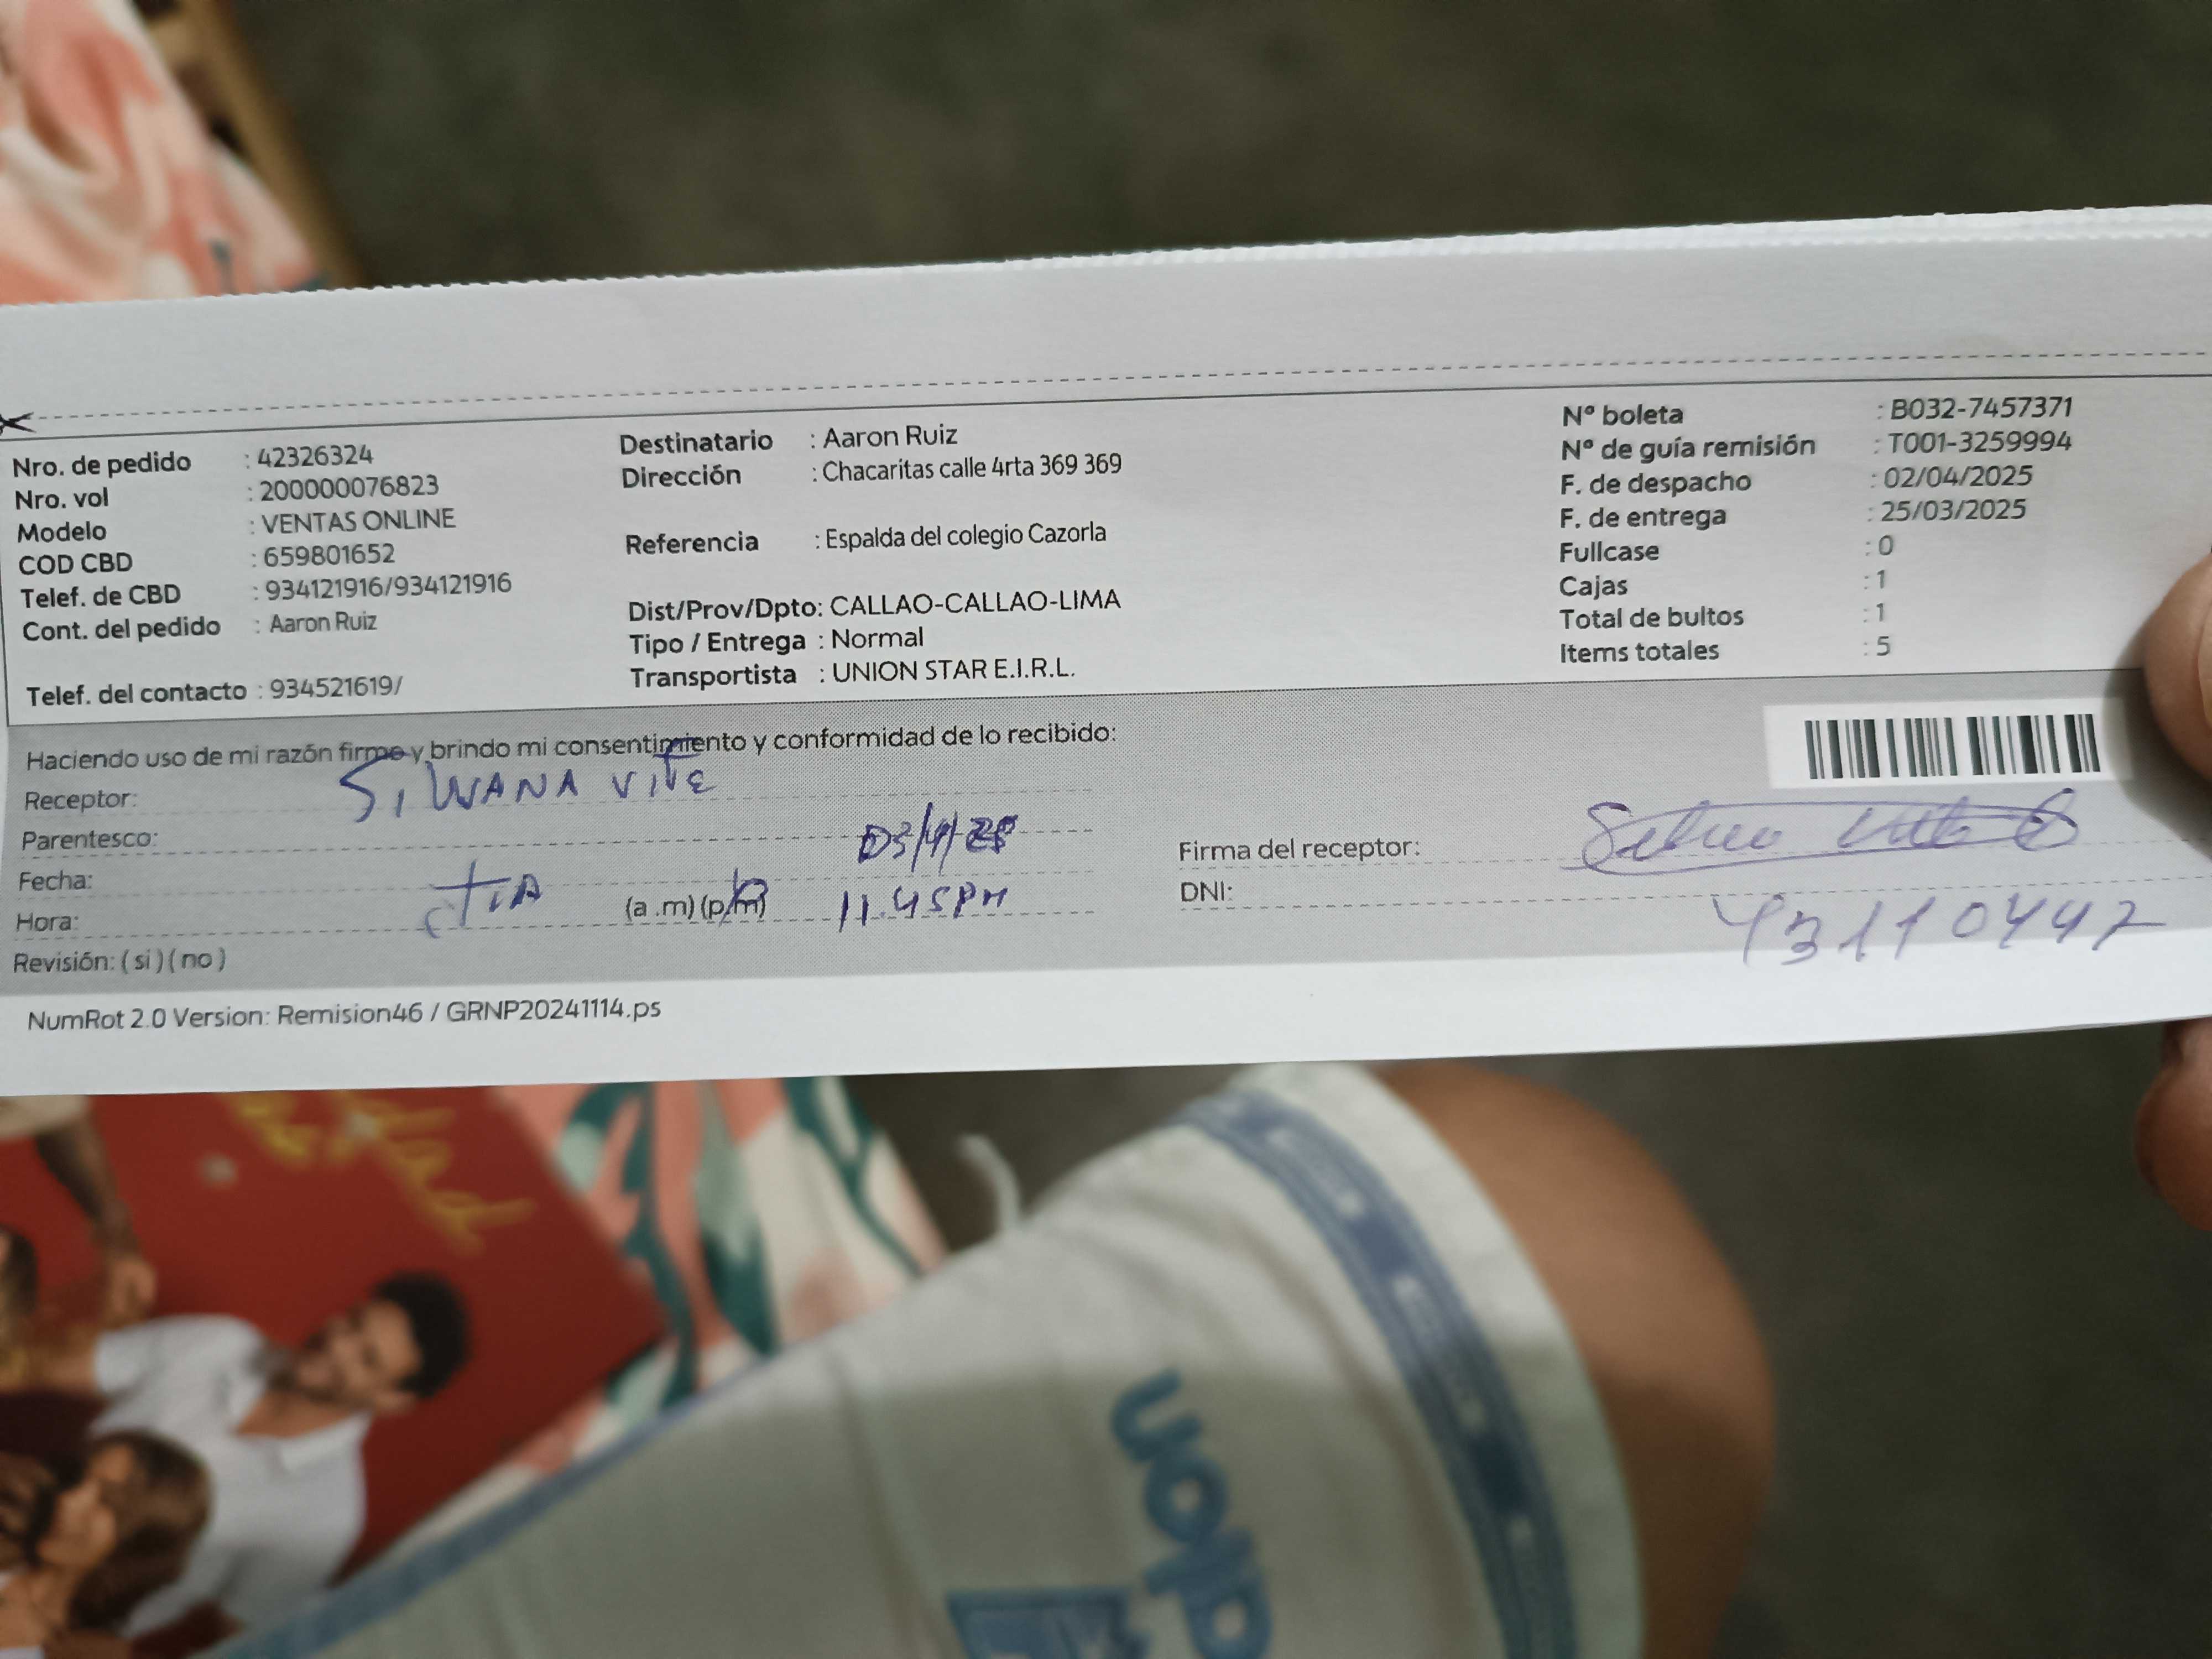 Nro. de pedido : 42326324
Nro. vol : 200000076823
Modelo : VENTAS ONLINE
COD CBD : 659801652
Telef. de CBD : 934121916/934121916
Cont. del pedido : Aaron Ruiz
Telef. del contacto : 934521619/
Destinatario : Aaron Ruiz
Dirección : Chacaritas calle 4rta 369 369
Referencia : Espalda del colegio Cazorla
Dist/Prov/Dpto: CALLAO-CALLAO-LIMA
Tipo / Entrega : Normal
Transportista : UNION STAR E.I.R.L.
N° boleta : B032-7457371
N° de guía remisión : T001-3259994
F. de despacho : 02/04/2025
F. de entrega : 25/03/2025
Fullcase : 0
Cajas : 1
Total de bultos : 1
Items totales : 5
Haciendo uso de mi razón firmo y brindo mi consentimiento y conformidad de lo recibido:
Receptor: SILVANA VITE
Parentesco:
Fecha: TIA 03/4/25
Hora: (a .m) (p.m) 11.45PM
Revisión: ( si ) ( no )
Firma del receptor:
DNI: 43110447
NumRot 2.0 Version: Remision46 / GRNP20241114.ps